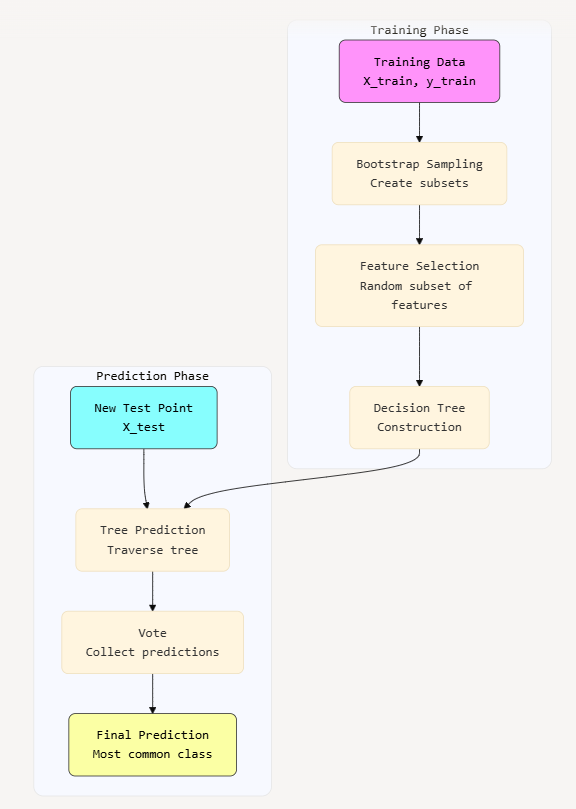 Training Phase
Training Data
X_train, y_train
Bootstrap Sampling
Create subsets
Feature Selection
Random subset of
features
Decision Tree
Construction
Prediction Phase
New Test Point
X_test
Tree Prediction
Traverse tree
Vote
Collect predictions
Final Prediction
Most common class